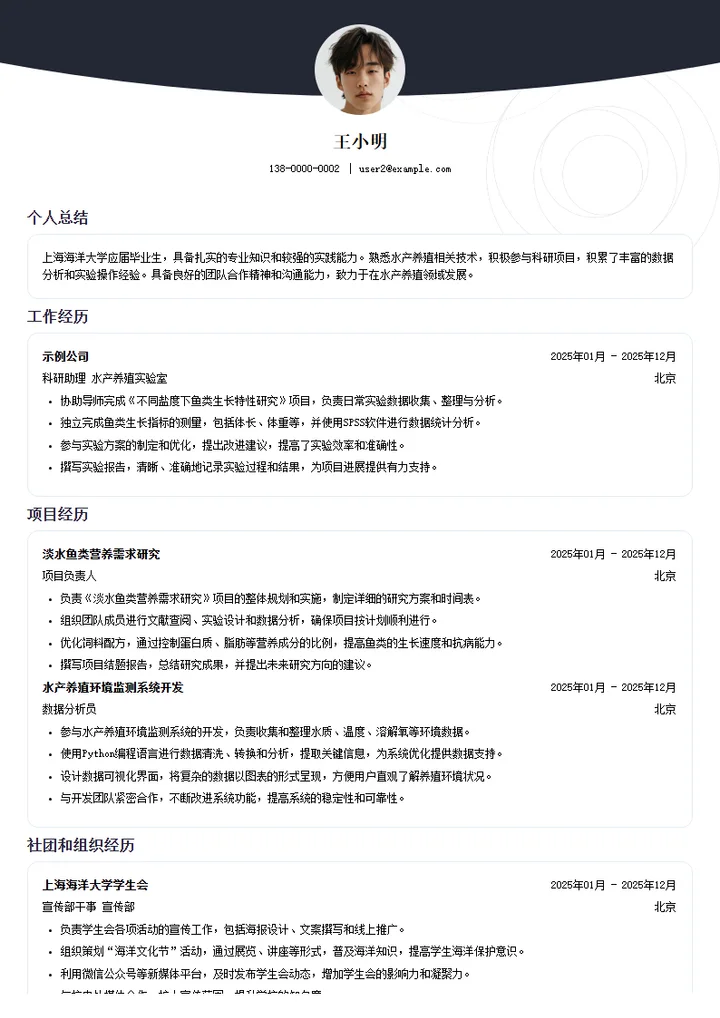 王小明
138-0000-0002 | user2@example.com
个人总结
上海海洋大学应届毕业生，具备扎实的专业知识和较强的实践能力。熟悉水产养殖相关技术，积极参与科研项目，积累了丰富的数据
分析和实验操作经验。具备良好的团队合作精神和沟通能力，致力于在水产养殖领域发展。
工作经历
示例公司 2025年01月 - 2025年12月
科研助理 水产养殖实验室 北京
• 协助导师完成《不同盐度下鱼类生长特性研究》项目，负责日常实验数据收集、整理与分析。
• 独立完成鱼类生长指标的测量，包括体长、体重等，并使用SPSS软件进行数据统计分析。
• 参与实验方案的制定和优化，提出改进建议，提高了实验效率和准确性。
• 撰写实验报告，清晰、准确地记录实验过程和结果，为项目进展提供有力支持。
项目经历
淡水鱼类营养需求研究 2025年01月 - 2025年12月
项目负责人 北京
• 负责《淡水鱼类营养需求研究》项目的整体规划和实施，制定详细的研究方案和时间表。
• 组织团队成员进行文献查阅、实验设计和数据分析，确保项目按计划顺利进行。
• 优化饲料配方，通过控制蛋白质、脂肪等营养成分的比例，提高鱼类的生长速度和抗病能力。
• 撰写项目结题报告，总结研究成果，并提出未来研究方向的建议。
水产养殖环境监测系统开发 2025年01月 - 2025年12月
数据分析员 北京
• 参与水产养殖环境监测系统的开发，负责收集和整理水质、温度、溶解氧等环境数据。
• 使用Python编程语言进行数据清洗、转换和分析，提取关键信息，为系统优化提供数据支持。
• 设计数据可视化界面，将复杂的数据以图表的形式呈现，方便用户直观了解养殖环境状况。
• 与开发团队紧密合作，不断改进系统功能，提高系统的稳定性和可靠性。
社团和组织经历
上海海洋大学学生会 2025年01月 - 2025年12月
宣传部干事 宣传部 北京
• 负责学生会各项活动的宣传工作，包括海报设计、文案撰写和线上推广。
• 组织策划“海洋文化节”活动，通过展览、讲座等形式，普及海洋知识，提高学生海洋保护意识。
• 利用微信公众号等新媒体平台，及时发布学生会动态，增加学生会的影响力和凝聚力。